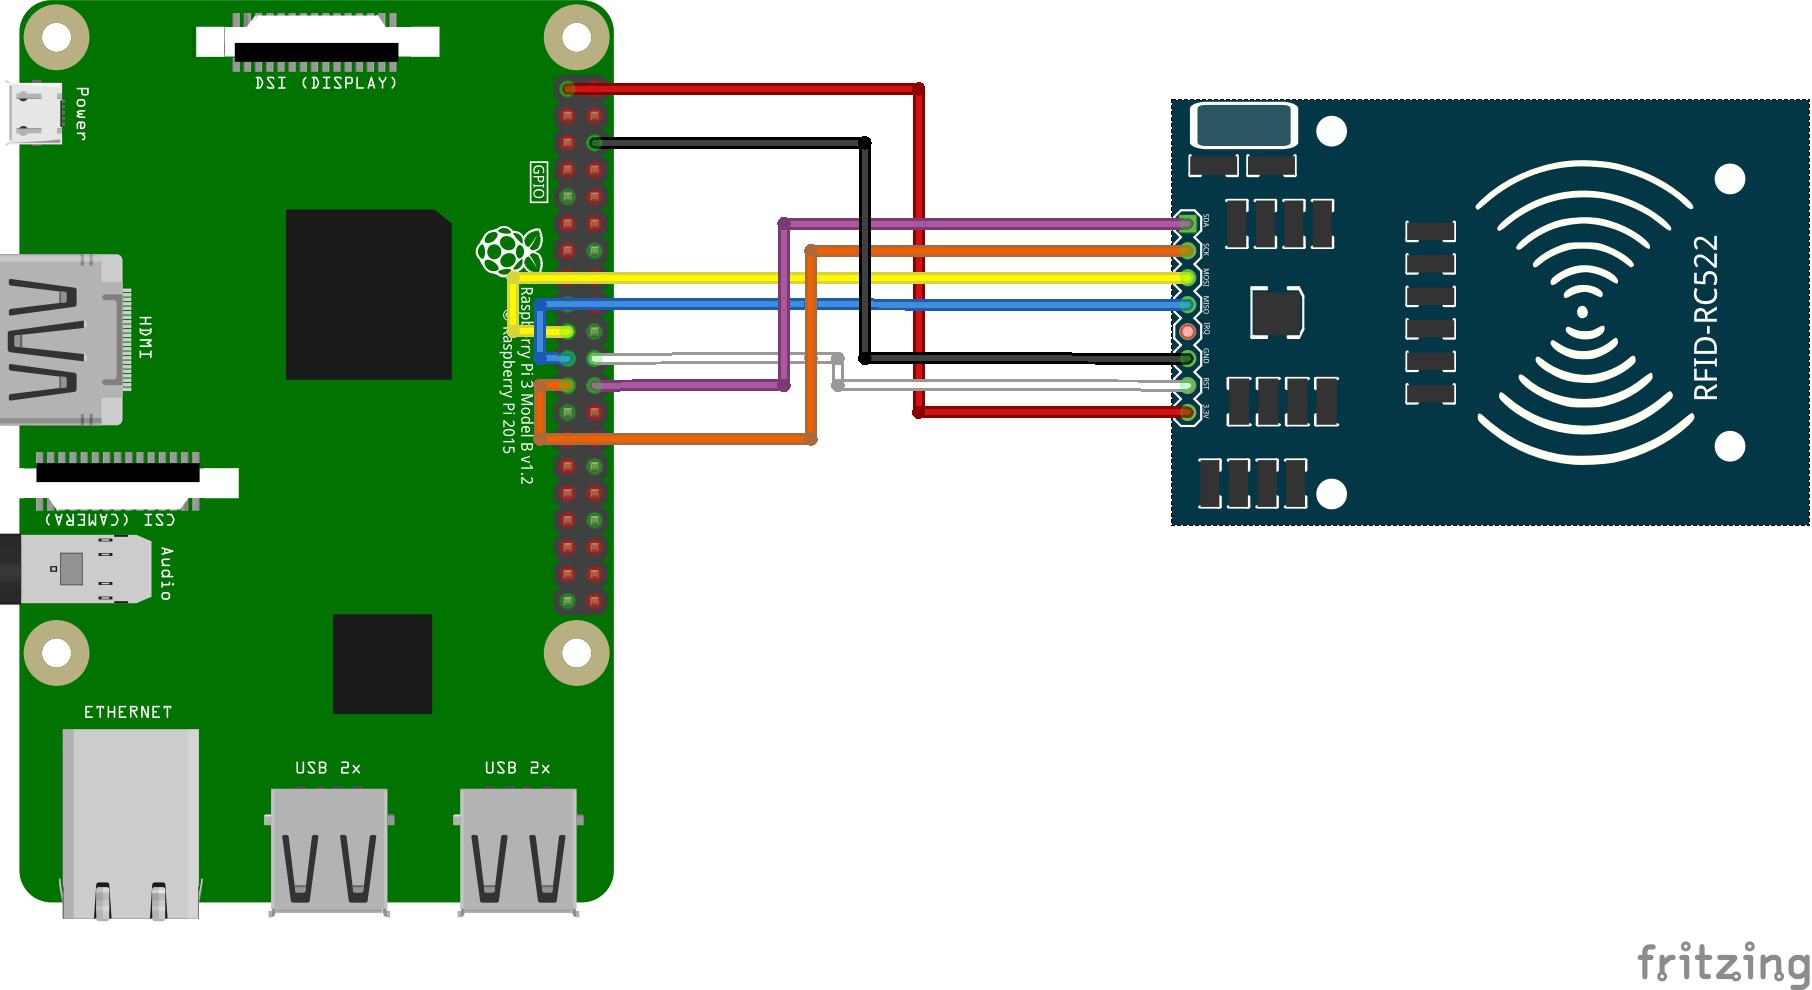 DSI (DISPLAY)
Power
GPIO
HDMI
Raspberry Pi 3 Model B v1.2
© Raspberry Pi 2015
CSI (CAMERA)
Audio
ETHERNET
USB 2x
USB 2x
SDA
SCK
MOSI
MISO
IRQ
GND
RST
3.3V
RFID-RC522
fritzing